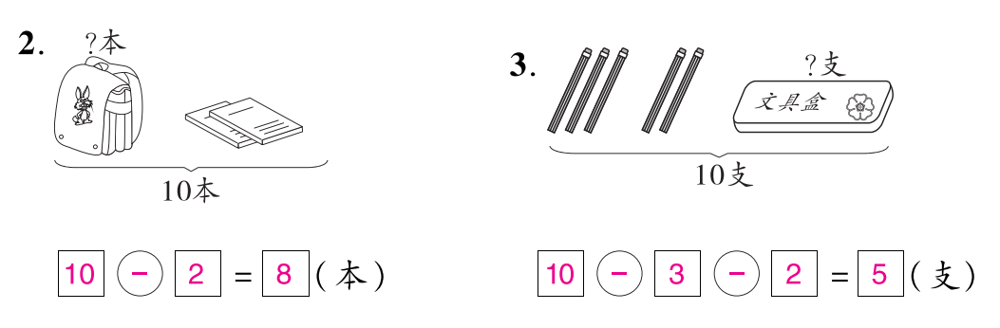 2. ?本
10本
10 − 2 = 8 (本)
3. ?支
文具盒
10支
10 − 3 − 2 = 5 (支)